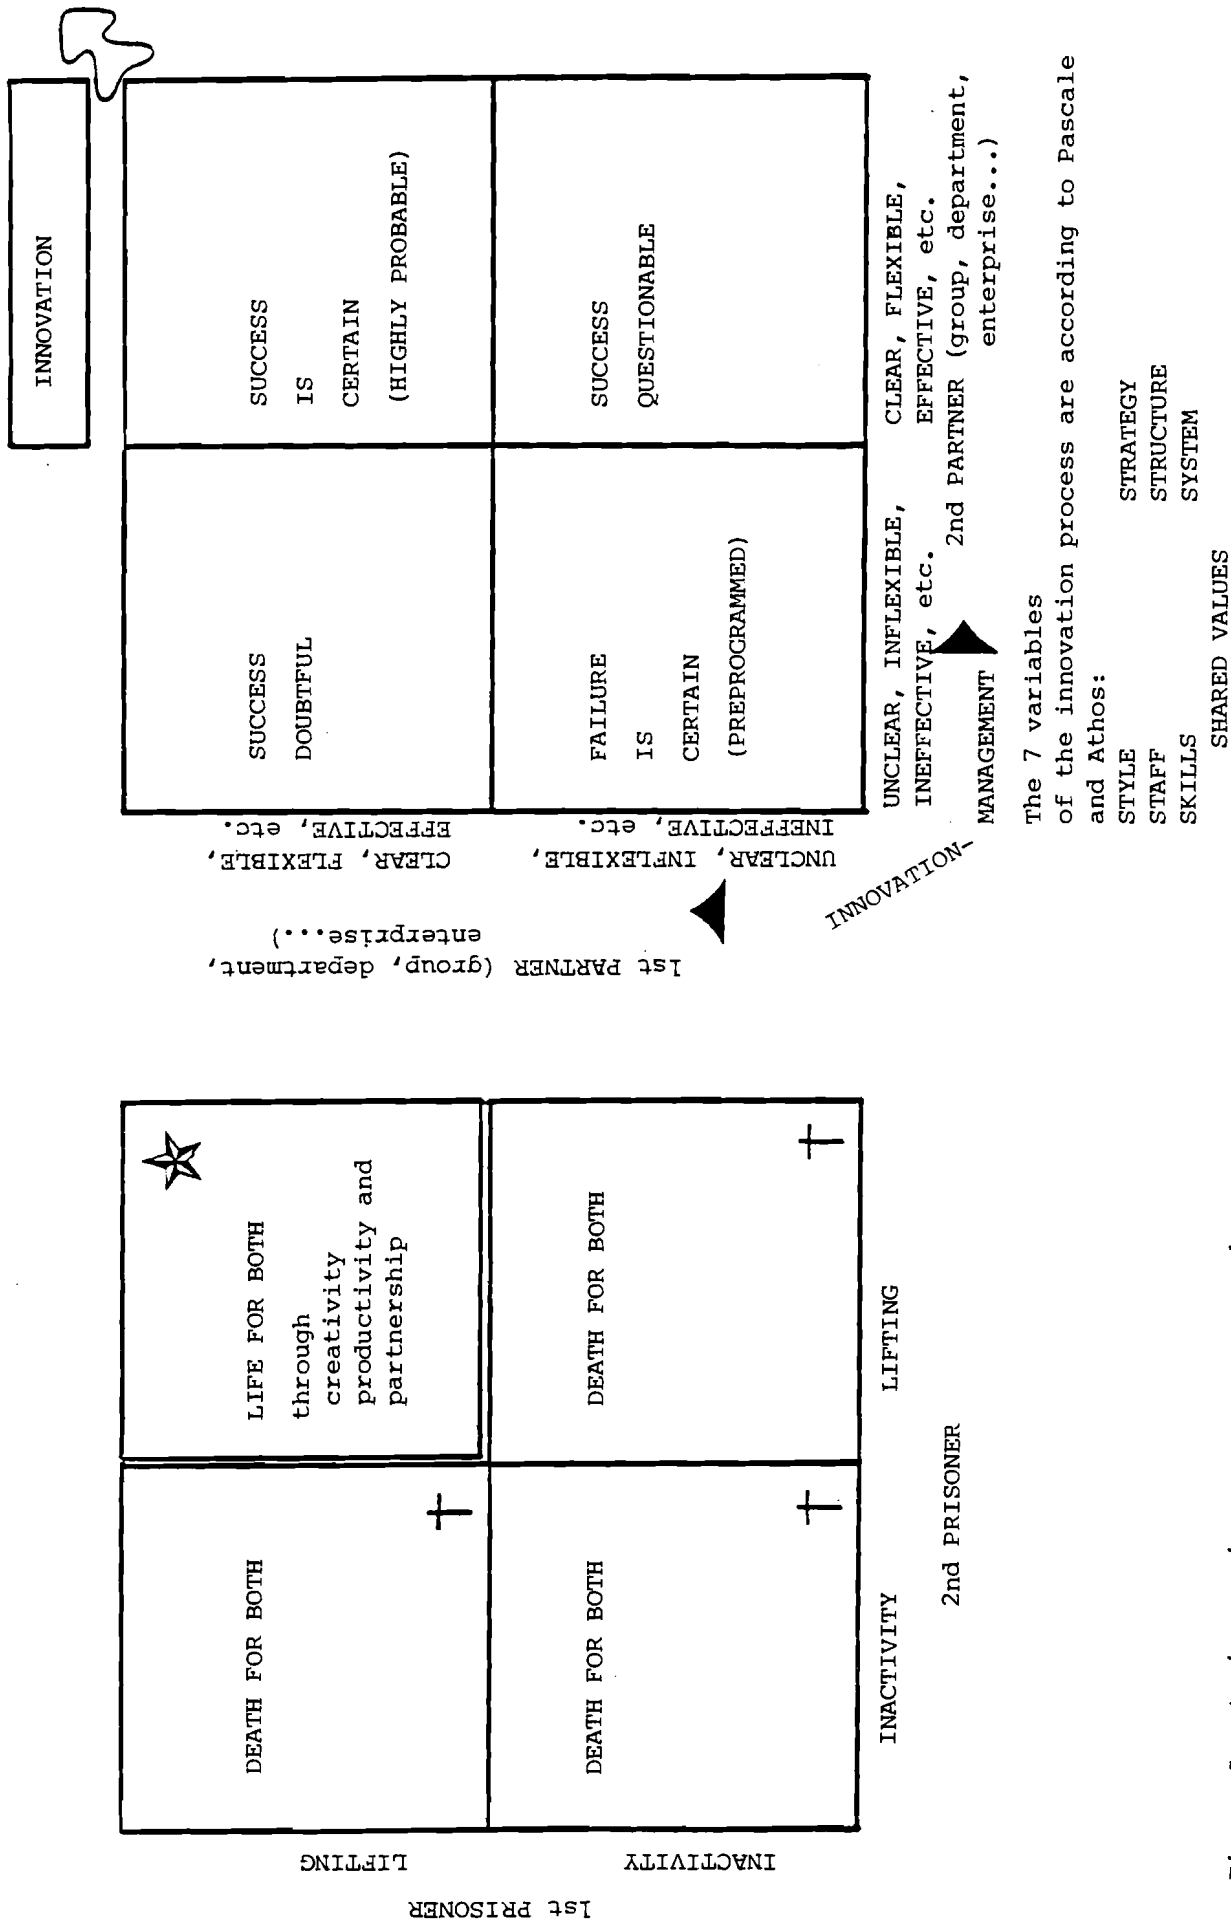 1st PRISONER
LIFTING
INACTIVITY
DEATH FOR BOTH
LIFE FOR BOTH
through
creativity
productivity and
partnership
DEATH FOR BOTH
DEATH FOR BOTH
INACTIVITY
LIFTING
2nd PRISONER
INNOVATION
1st PARTNER (group, department,
enterprise...)
CLEAR, FLEXIBLE,
EFFECTIVE, etc.
UNCLEAR, INFLEXIBLE,
INEFFECTIVE, etc.
SUCCESS
DOUBTFUL
SUCCESS
IS
CERTAIN
(HIGHLY PROBABLE)
FAILURE
IS
CERTAIN
(PREPROGRAMMED)
SUCCESS
QUESTIONABLE
UNCLEAR, INFLEXIBLE,
INEFFECTIVE, etc.
CLEAR, FLEXIBLE,
EFFECTIVE, etc.
2nd PARTNER (group, department,
enterprise...)
INNOVATION-
MANAGEMENT
The 7 variables
of the innovation process are according to Pascale
and Athos:
STYLE STRATEGY
STAFF STRUCTURE
SKILLS SYSTEM
SHARED VALUES